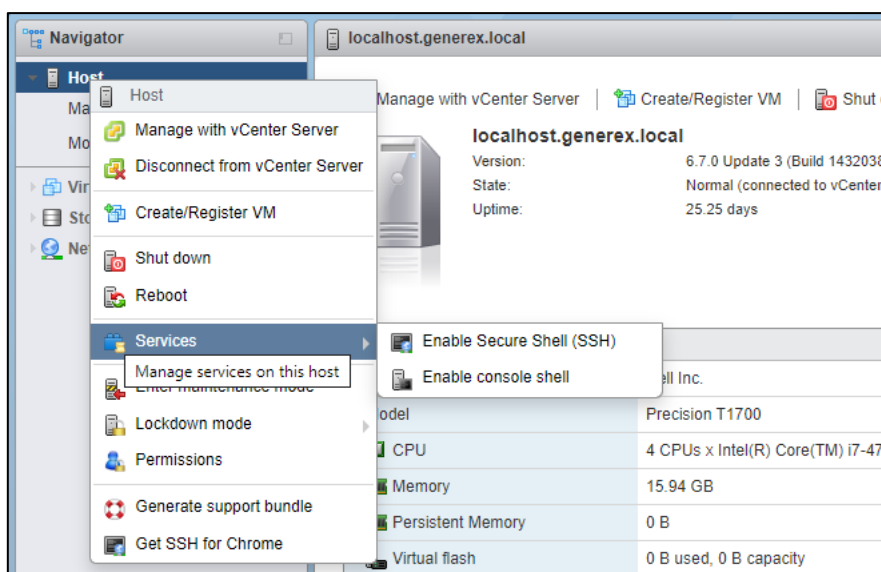 Navigator
localhost.generex.local
Host
Ma
Mo
Vir
Sto
Ne
Host
Manage with vCenter Server
Disconnect from vCenter Server
Create/Register VM
Shut down
Reboot
Services
Manage services on this host
Enter maintenance mode
Lockdown mode
Permissions
Generate support bundle
Get SSH for Chrome
Enable Secure Shell (SSH)
Enable console shell
Manage with vCenter Server Create/Register VM Shut
localhost.generex.local
Version: 6.7.0 Update 3 (Build 1432038
State: Normal (connected to vCenter
Uptime: 25.25 days
ell Inc.
odel Precision T1700
CPU 4 CPUs x Intel(R) Core(TM) i7-47
Memory 15.94 GB
Persistent Memory 0 B
Virtual flash 0 B used, 0 B capacity